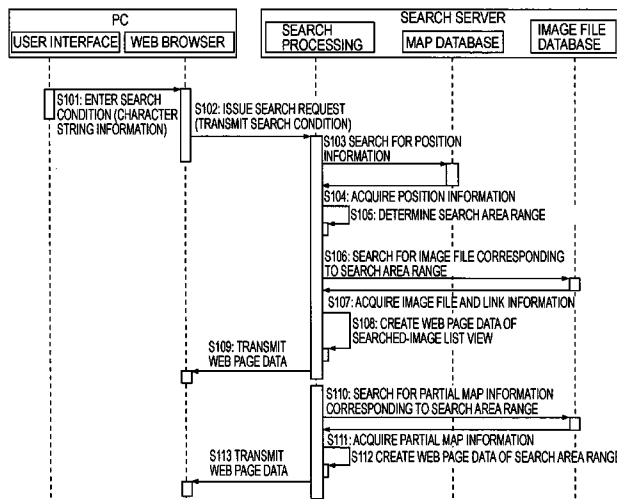 PC
SEARCH SERVER
USER INTERFACE
WEB BROWSER
SEARCH
PROCESSING
MAP DATABASE
IMAGE FILE
DATABASE
S101: ENTER SEARCH
CONDITION (CHARACTER
STRING INFORMATION)
S102: ISSUE SEARCH REQUEST
(TRANSMIT SEARCH CONDITION)
S103 SEARCH FOR POSITION
INFORMATION
S104: ACQUIRE POSITION INFORMATION
S105: DETERMINE SEARCH AREA RANGE
S106: SEARCH FOR IMAGE FILE CORRESPONDING
TO SEARCH AREA RANGE
S107: ACQUIRE IMAGE FILE AND LINK INFORMATION
S108: CREATE WEB PAGE DATA OF
SEARCHED-IMAGE LIST VIEW
S109: TRANSMIT
WEB PAGE DATA
S110: SEARCH FOR PARTIAL MAP INFORMATION
CORRESPONDING TO SEARCH AREA RANGE
S111: ACQUIRE PARTIAL MAP INFORMATION
S112 CREATE WEB PAGE DATA OF SEARCH AREA RANGE
S113 TRANSMIT
WEB PAGE DATA